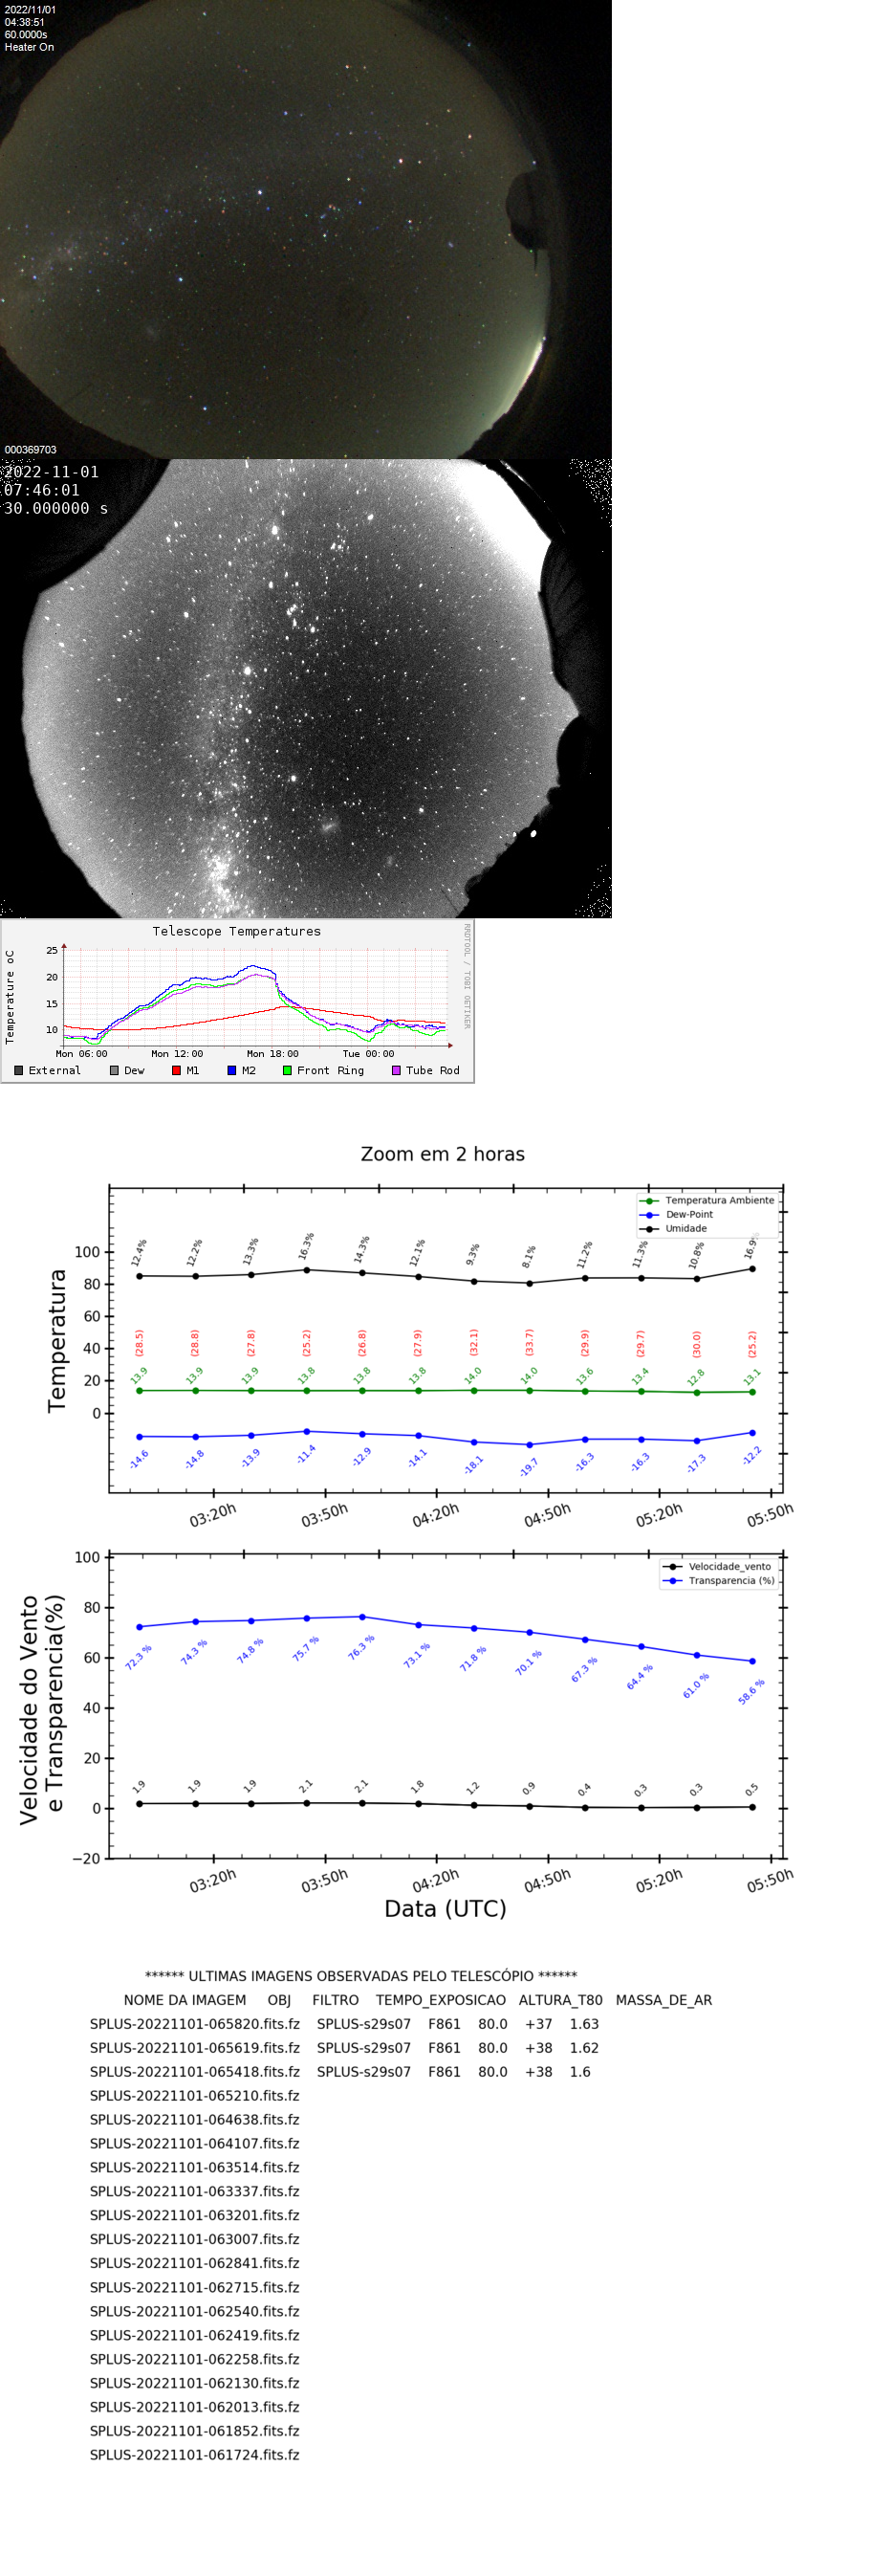 2022/11/01
04:38:51
60.0000s
Heater On
000369703
2022-11-01
07:46:01
30.000000 s
Telescope Temperatures
RRDTOOL / TOBI OETIKER
Temperature oC
25
20
15
10
Mon 06:00 Mon 12:00 Mon 18:00 Tue 00:00
External Dew M1 M2 Front Ring Tube Rod
Zoom em 2 horas
Temperatura Ambiente
Dew-Point
Umidade
Temperatura
100
80
60
40
20
0
12.4% 12.2% 13.3% 16.3% 14.3% 12.1% 9.3% 8.1% 11.2% 11.3% 10.8% 16.9%
(28.5) (28.8) (27.8) (25.2) (26.8) (27.9) (32.1) (33.7) (29.9) (29.7) (30.0) (25.2)
13.9 13.9 13.9 13.8 13.8 13.8 14.0 14.0 13.6 13.4 12.8 13.1
-14.6 -14.8 -13.9 -11.4 -12.9 -14.1 -18.1 -19.7 -16.3 -16.3 -17.3 -12.2
03:20h 03:50h 04:20h 04:50h 05:20h 05:50h
Velocidade_vento
Transparencia (%)
Velocidade do Vento
e Transparencia(%)
100
80
60
40
20
0
−20
72.3 % 74.3 % 74.8 % 75.7 % 76.3 % 73.1 % 71.8 % 70.1 % 67.3 % 64.4 % 61.0 % 58.6 %
1.9 1.9 1.9 2.1 2.1 1.8 1.2 0.9 0.4 0.3 0.3 0.5
03:20h 03:50h 04:20h 04:50h 05:20h 05:50h
Data (UTC)
****** ULTIMAS IMAGENS OBSERVADAS PELO TELESCÓPIO ******
NOME DA IMAGEM OBJ FILTRO TEMPO_EXPOSICAO ALTURA_T80 MASSA_DE_AR
SPLUS-20221101-065820.fits.fz SPLUS-s29s07 F861 80.0 +37 1.63
SPLUS-20221101-065619.fits.fz SPLUS-s29s07 F861 80.0 +38 1.62
SPLUS-20221101-065418.fits.fz SPLUS-s29s07 F861 80.0 +38 1.6
SPLUS-20221101-065210.fits.fz
SPLUS-20221101-064638.fits.fz
SPLUS-20221101-064107.fits.fz
SPLUS-20221101-063514.fits.fz
SPLUS-20221101-063337.fits.fz
SPLUS-20221101-063201.fits.fz
SPLUS-20221101-063007.fits.fz
SPLUS-20221101-062841.fits.fz
SPLUS-20221101-062715.fits.fz
SPLUS-20221101-062540.fits.fz
SPLUS-20221101-062419.fits.fz
SPLUS-20221101-062258.fits.fz
SPLUS-20221101-062130.fits.fz
SPLUS-20221101-062013.fits.fz
SPLUS-20221101-061852.fits.fz
SPLUS-20221101-061724.fits.fz